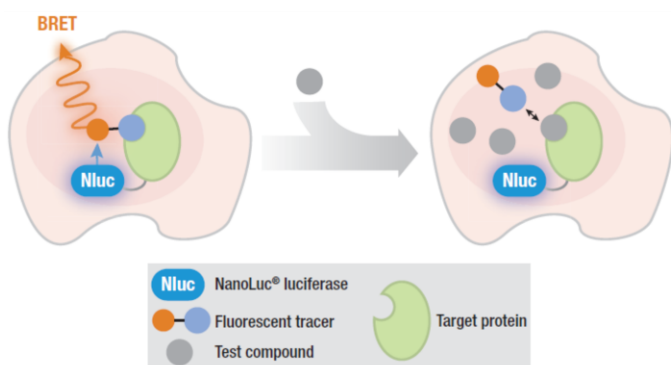 BRET
Nluc
Nluc
Nluc NanoLuc® luciferase
Fluorescent tracer
Test compound
Target protein